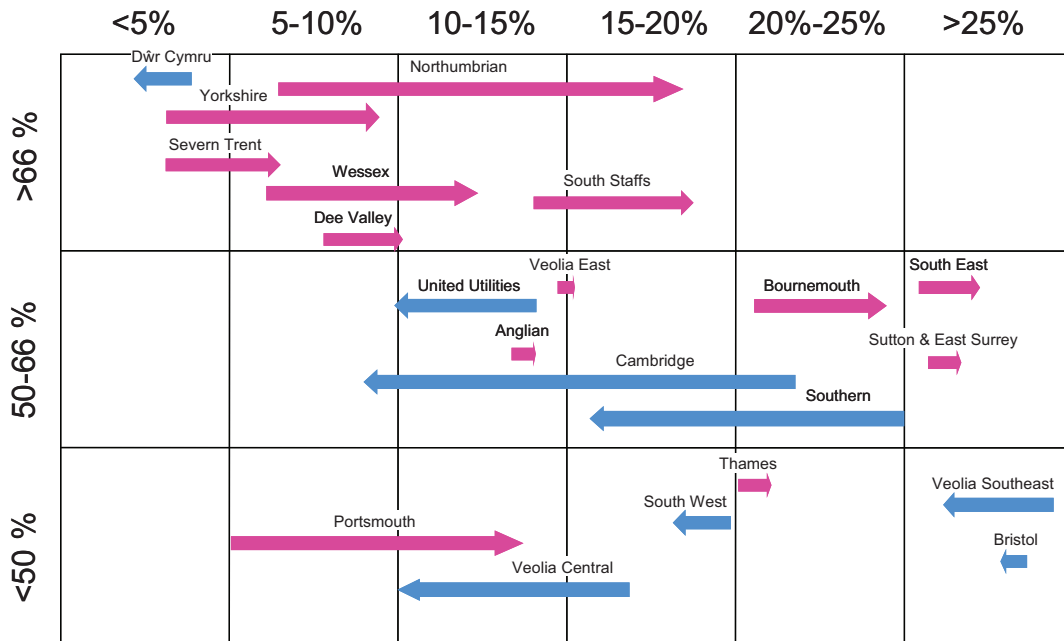 <5%
5-10%
10-15%
15-20%
20%-25%
>25%
>66 %
Dŵr Cymru
Northumbrian
Yorkshire
Severn Trent
Wessex
South Staffs
Dee Valley
50-66 %
Veolia East
South East
United Utilities
Bournemouth
Anglian
Sutton & East Surrey
Cambridge
Southern
<50 %
Thames
Veolia Southeast
South West
Portsmouth
Bristol
Veolia Central